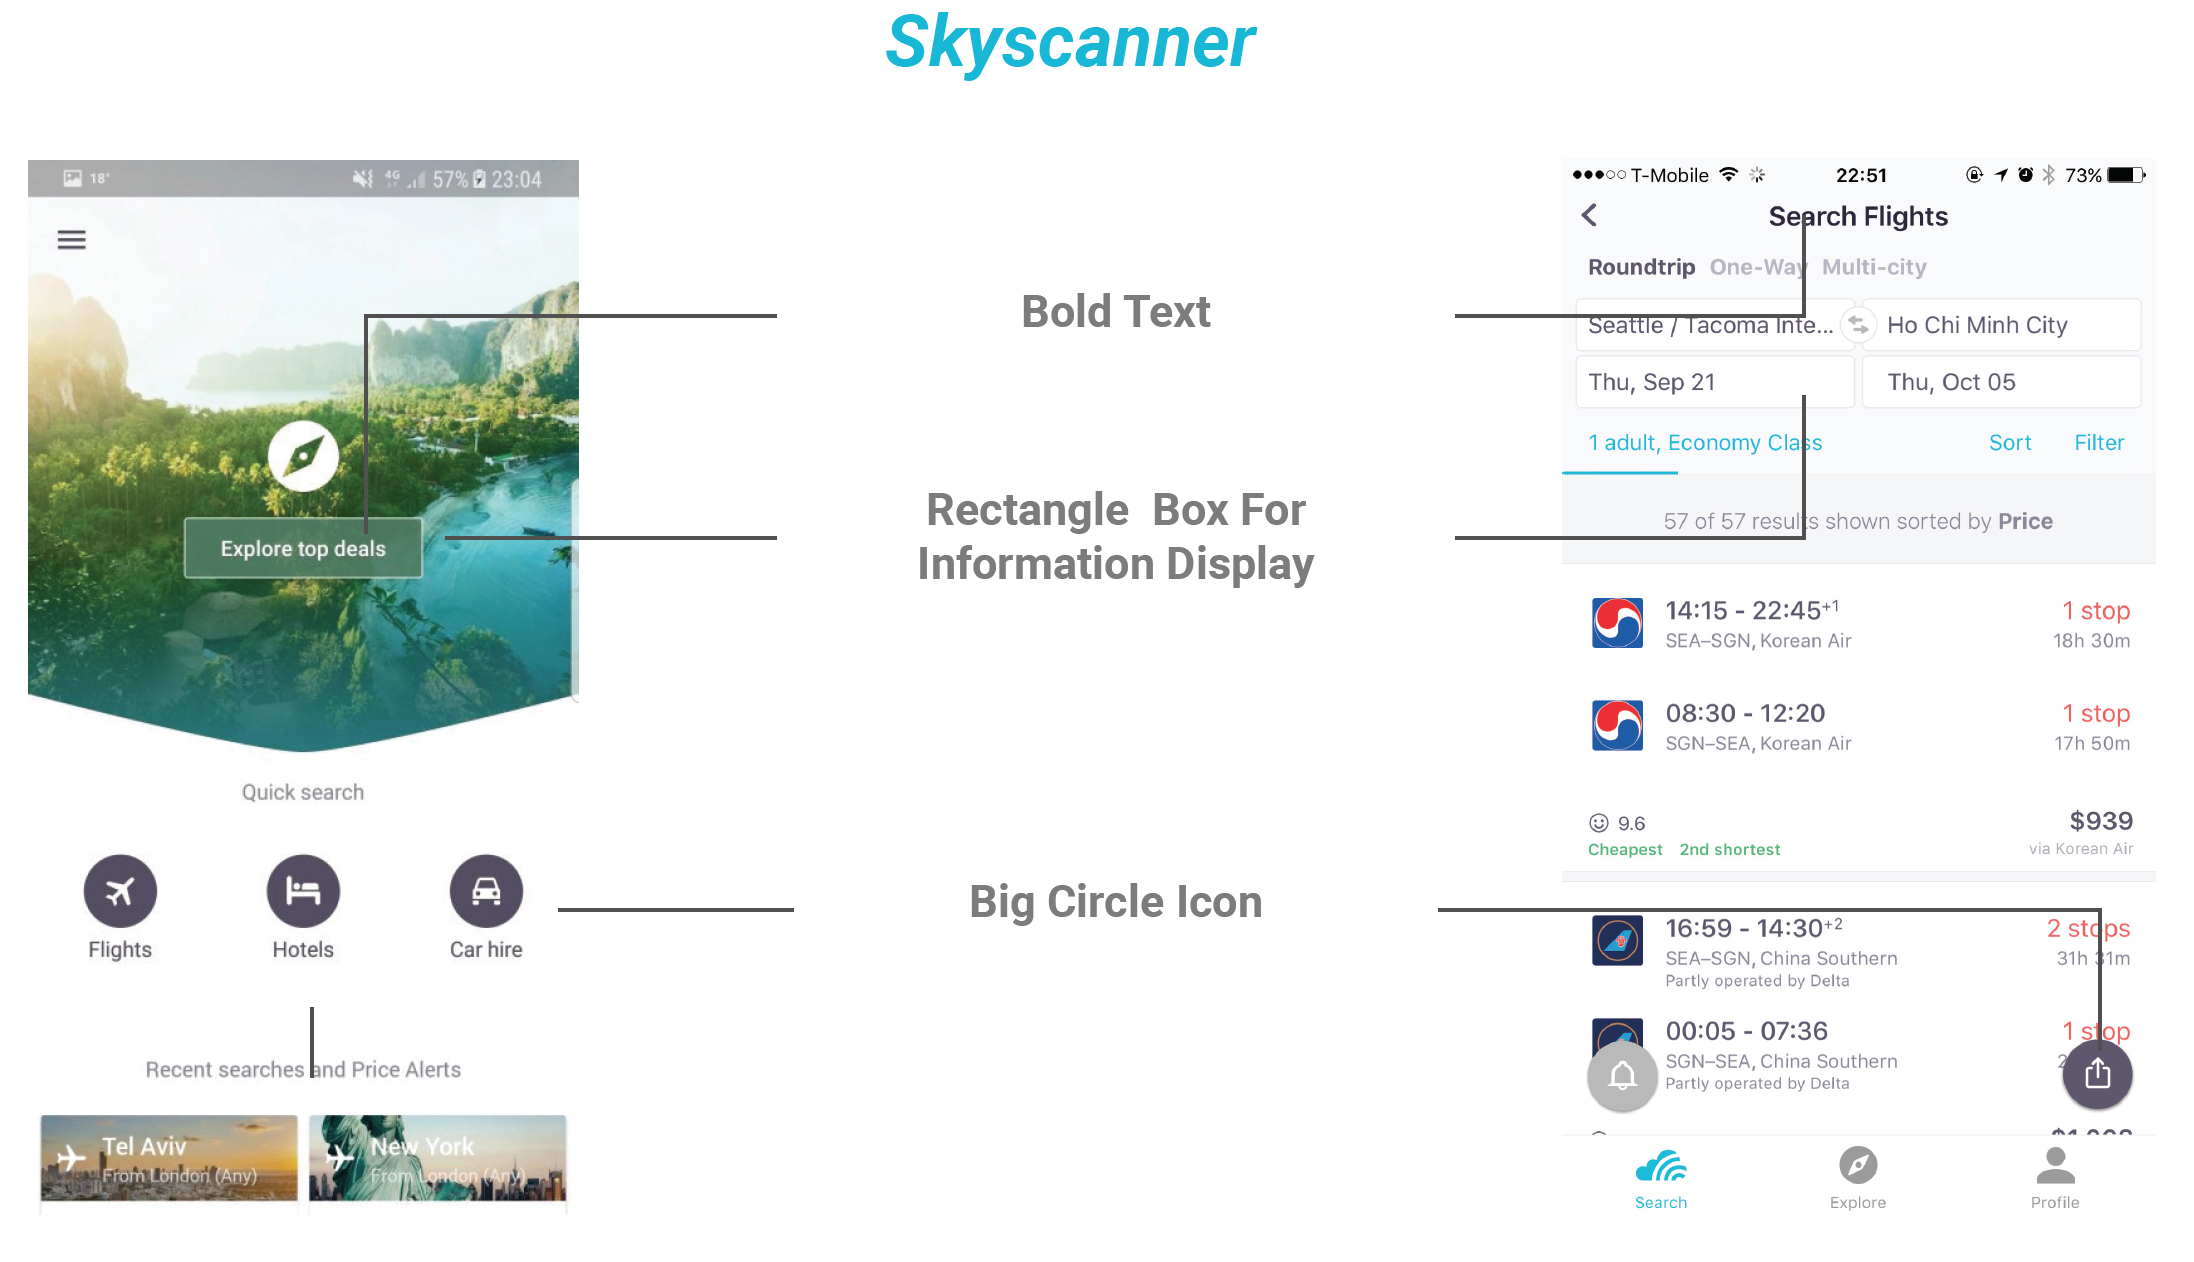 Skyscanner
18°
4G 57% 23:04
Explore top deals
Quick search
Flights Hotels Car hire
Recent searches and Price Alerts
Tel Aviv
From London (Any)
New York
From London (Any)
Bold Text
Rectangle Box For
Information Display
Big Circle Icon
T-Mobile 22:51 73%
Search Flights
Roundtrip One-Way Multi-city
Seattle / Tacoma Inte... Ho Chi Minh City
Thu, Sep 21 Thu, Oct 05
1 adult, Economy Class Sort Filter
57 of 57 results shown sorted by Price
14:15 - 22:45+1 1 stop
SEA–SGN, Korean Air 18h 30m
08:30 - 12:20 1 stop
SGN–SEA, Korean Air 17h 50m
9.6 $939
Cheapest 2nd shortest via Korean Air
16:59 - 14:30+2 2 stops
SEA–SGN, China Southern 31h 31m
Partly operated by Delta
00:05 - 07:36 1 stop
SGN–SEA, China Southern
Partly operated by Delta
Search Explore Profile